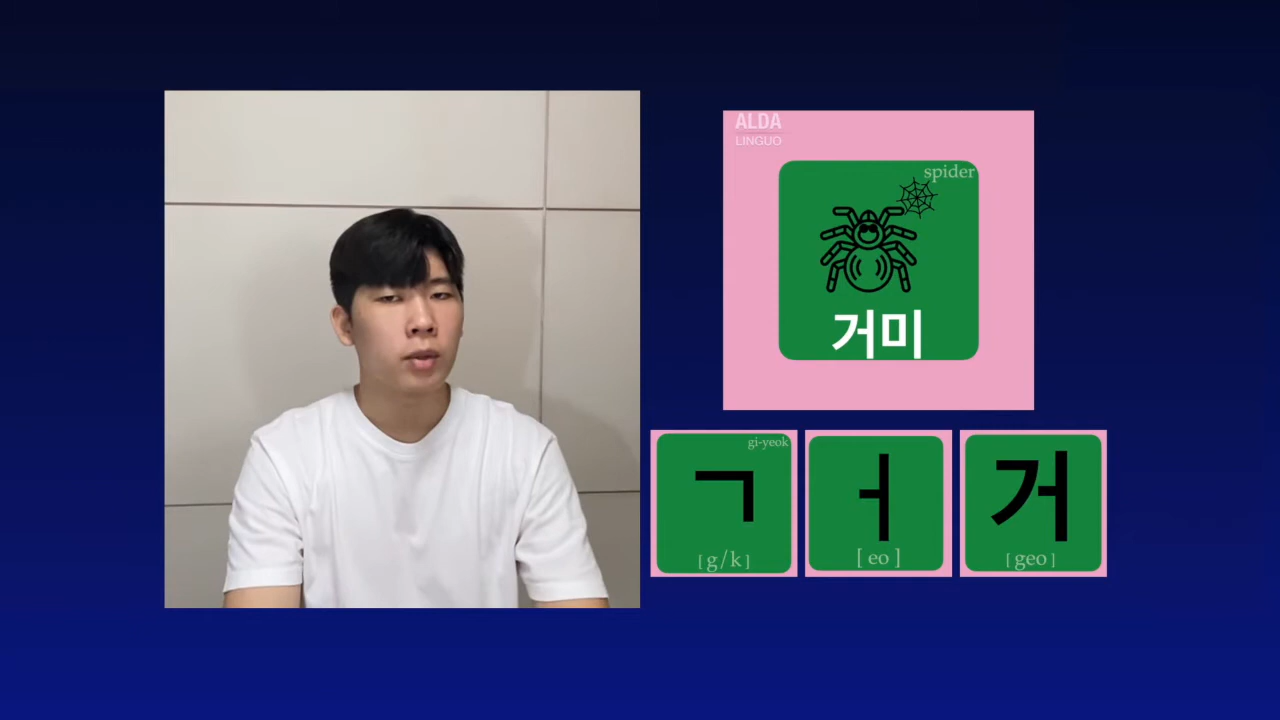 ALDA
LINGUO
spider
거미
gi-yeok
ㄱ
[ g/k ]
ㅓ
[ eo ]
거
[ geo ]